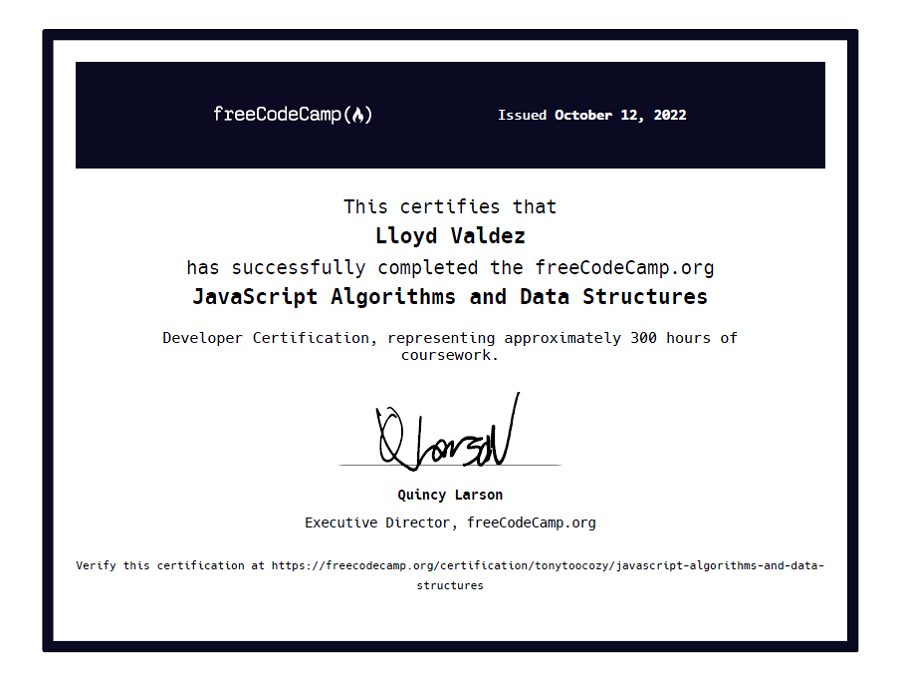 freeCodeCamp(🔥) Issued October 12, 2022
This certifies that
Lloyd Valdez
has successfully completed the freeCodeCamp.org
JavaScript Algorithms and Data Structures
Developer Certification, representing approximately 300 hours of
coursework.
Q Larson
Quincy Larson
Executive Director, freeCodeCamp.org
Verify this certification at https://freecodecamp.org/certification/tonytoocozy/javascript-algorithms-and-data-
structures